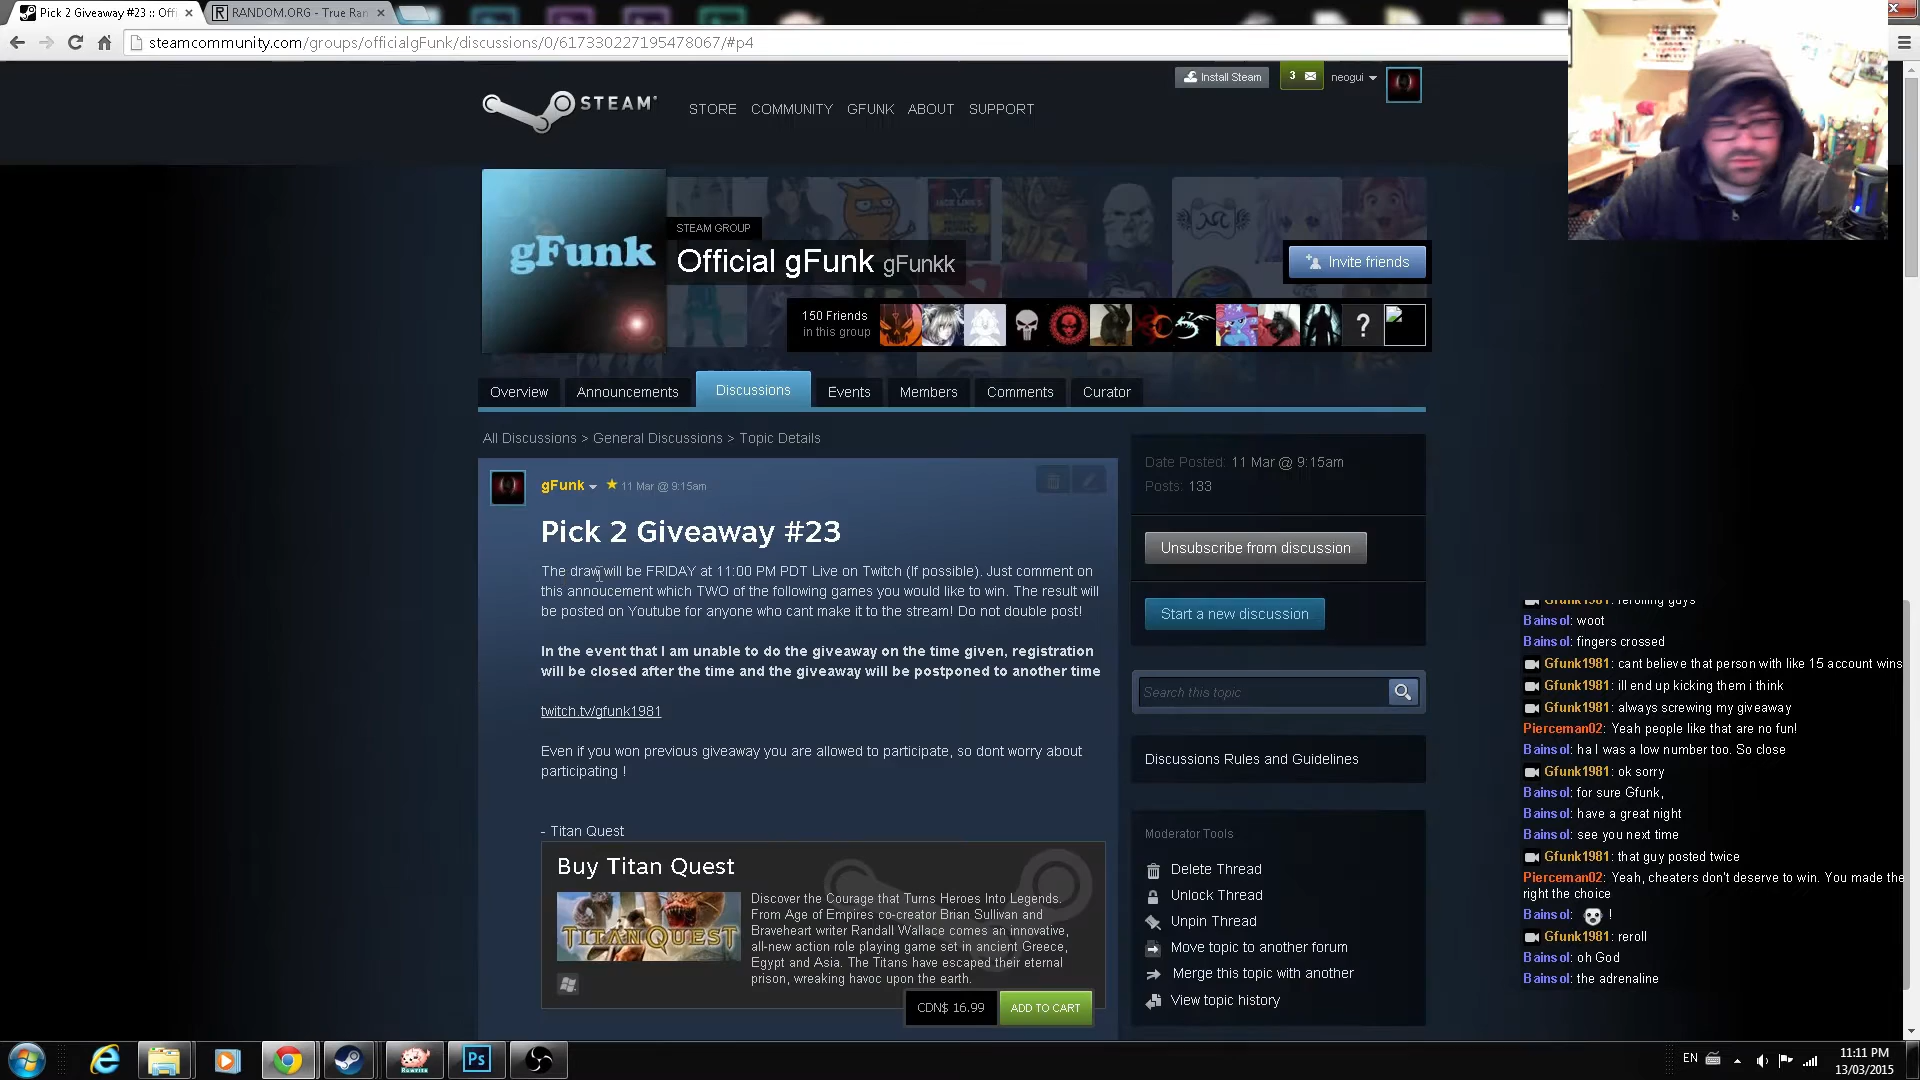 Pick 2 Giveaway #23 :: Offi
RANDOM.ORG - True Ran
steamcommunity.com/groups/officialgFunk/discussions/0/617330227195478067/#p4
Install Steam
3
neogui
STEAM
STORE
COMMUNITY
GFUNK
ABOUT
SUPPORT
gFunk
STEAM GROUP
Official gFunk gFunkk
Invite friends
150 Friends
in this group
?
Overview
Announcements
Discussions
Events
Members
Comments
Curator
All Discussions > General Discussions > Topic Details
gFunk
11 Mar @ 9:15am
Pick 2 Giveaway #23
The draw will be FRIDAY at 11:00 PM PDT Live on Twitch (If possible). Just comment on
this annoucement which TWO of the following games you would like to win. The result will
be posted on Youtube for anyone who cant make it to the stream! Do not double post!
In the event that I am unable to do the giveaway on the time given, registration
will be closed after the time and the giveaway will be postponed to another time
twitch.tv/gfunk1981
Even if you won previous giveaway you are allowed to participate, so dont worry about
participating !
- Titan Quest
Buy Titan Quest
TITAN QUEST
Discover the Courage that Turns Heroes Into Legends.
From Age of Empires co-creator Brian Sullivan and
Braveheart writer Randall Wallace comes an innovative,
all-new action role playing game set in ancient Greece,
Egypt and Asia. The Titans have escaped their eternal
prison, wreaking havoc upon the earth.
CDN$ 16.99
ADD TO CART
Date Posted: 11 Mar @ 9:15am
Posts: 133
Unsubscribe from discussion
Start a new discussion
Search this topic
Discussions Rules and Guidelines
Moderator Tools
Delete Thread
Unlock Thread
Unpin Thread
Move topic to another forum
Merge this topic with another
View topic history
Gfunk1981: rerolling guys
Bainsol: woot
Bainsol: fingers crossed
Gfunk1981: cant believe that person with like 15 account wins
Gfunk1981: ill end up kicking them i think
Gfunk1981: always screwing my giveaway
Pierceman02: Yeah people like that are no fun!
Bainsol: ha I was a low number too. So close
Gfunk1981: ok sorry
Bainsol: for sure Gfunk,
Bainsol: have a great night
Bainsol: see you next time
Gfunk1981: that guy posted twice
Pierceman02: Yeah, cheaters don't deserve to win. You made the
right the choice
Bainsol: !
Gfunk1981: reroll
Bainsol: oh God
Bainsol: the adrenaline
Ps
EN
11:11 PM
13/03/2015